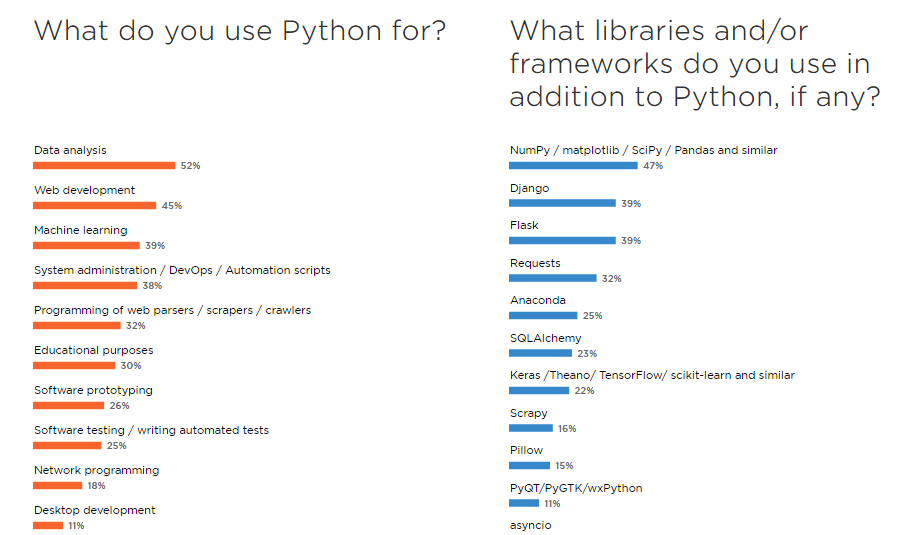 What do you use Python for?
Data analysis
52%
Web development
45%
Machine learning
39%
System administration / DevOps / Automation scripts
38%
Programming of web parsers / scrapers / crawlers
32%
Educational purposes
30%
Software prototyping
26%
Software testing / writing automated tests
25%
Network programming
18%
Desktop development
11%
What libraries and/or
frameworks do you use in
addition to Python, if any?
NumPy / matplotlib / SciPy / Pandas and similar
47%
Django
39%
Flask
39%
Requests
32%
Anaconda
25%
SQLAlchemy
23%
Keras /Theano/ TensorFlow/ scikit-learn and similar
22%
Scrapy
16%
Pillow
15%
PyQT/PyGTK/wxPython
11%
asyncio